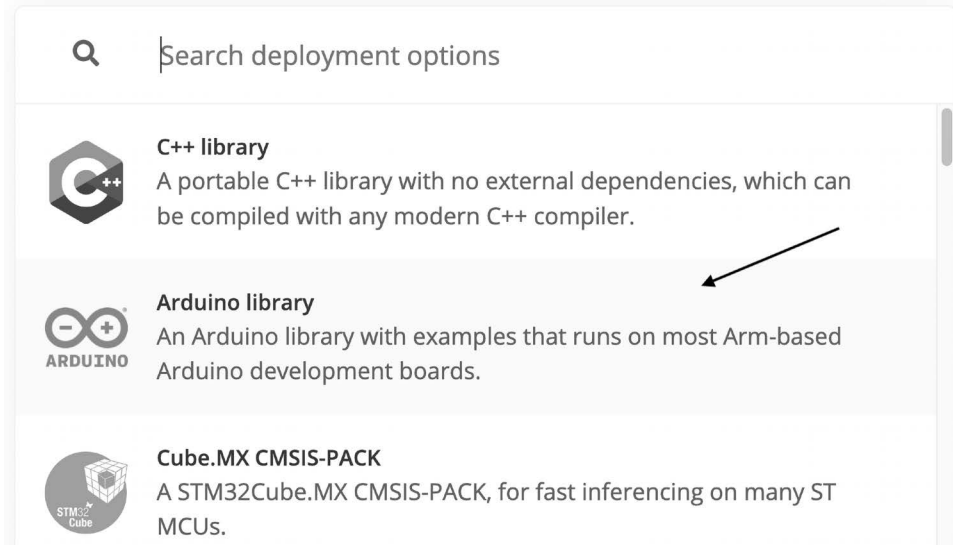 Search deployment options
C++ library
C ++
A portable C++ library with no external dependencies, which can
be compiled with any modern C++ compiler.
Arduino library
An Arduino library with examples that runs on most Arm-based
ARDUINO
Arduino development boards.
Cube.MX CMSIS-PACK
A STM32Cube.MX CMSIS-PACK, for fast inferencing on many ST
STM32
Cube
MCUs.